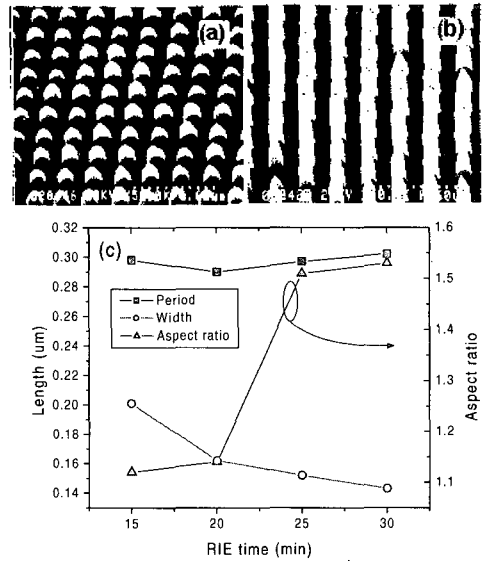 (a)
(b)
(c)
0.32
0.30
0.28
0.26
0.24
0.22
0.20
0.18
0.16
0.14
Length (um)
Period
Width
Aspect ratio
1.6
1.5
1.4
1.3
1.2
1.1
Aspect ratio
15
20
25
30
RIE time (min)